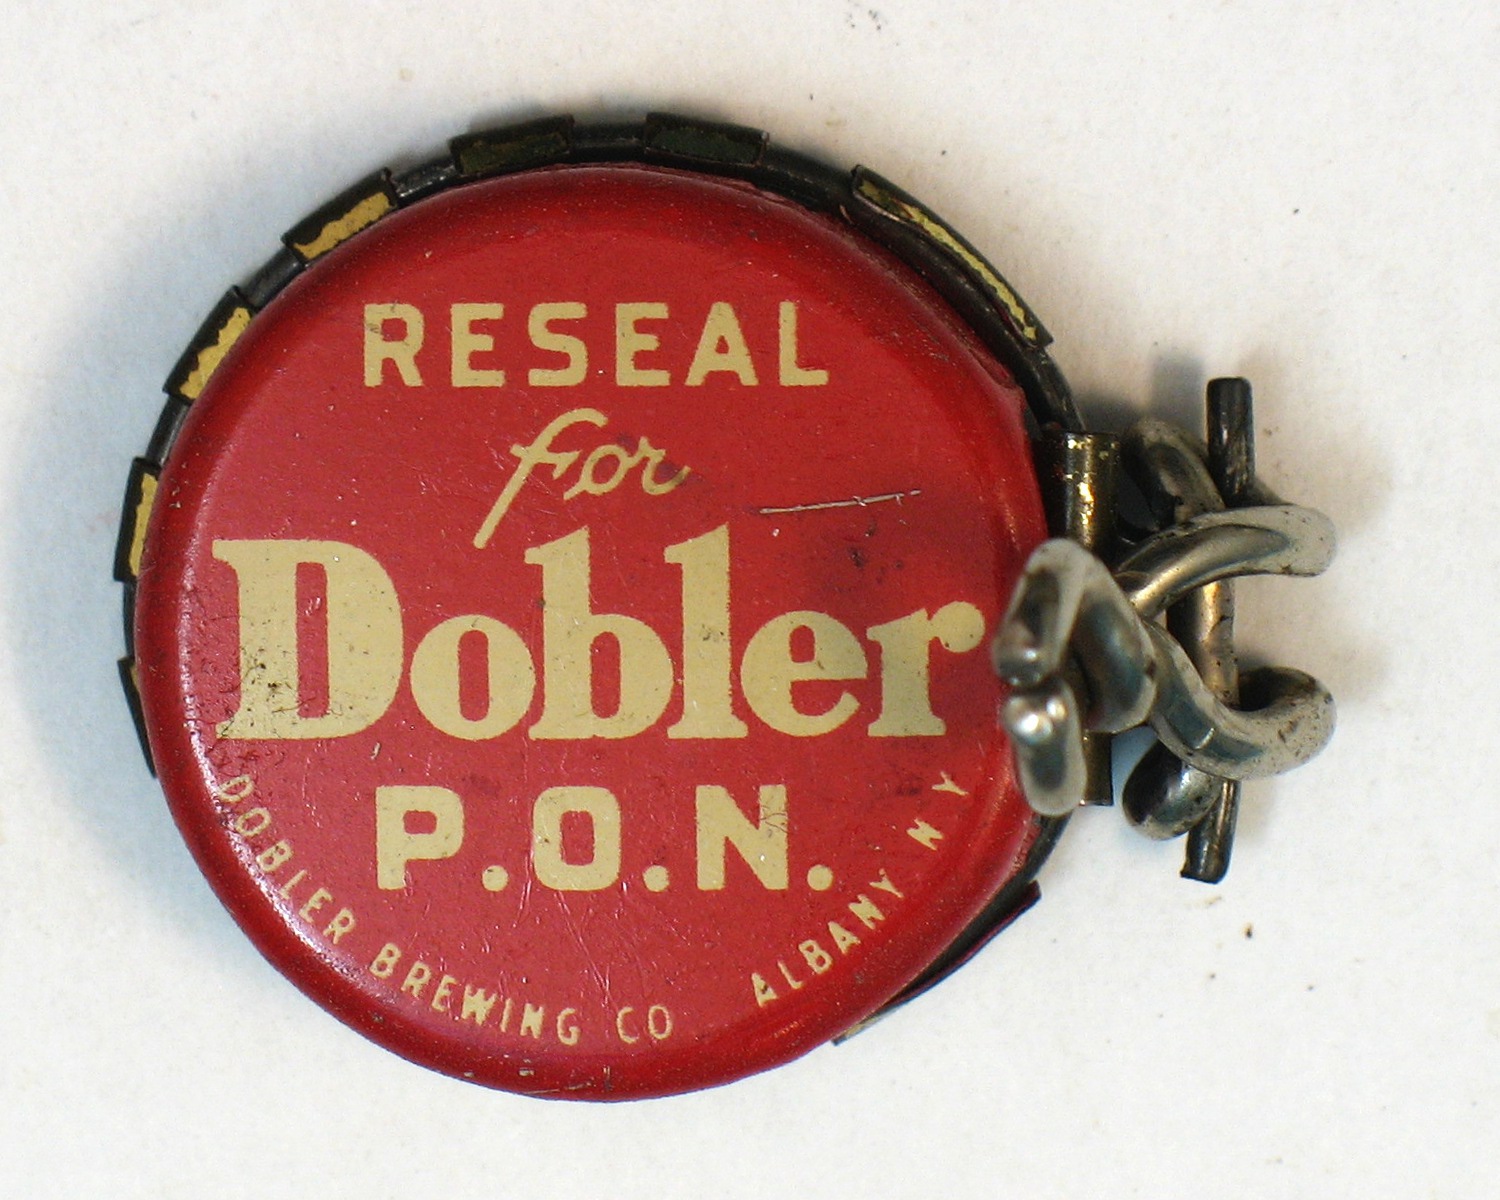 RESEAL
for
Dobler
P.O.N.
DOBLER BREWING CO ALBANY N Y